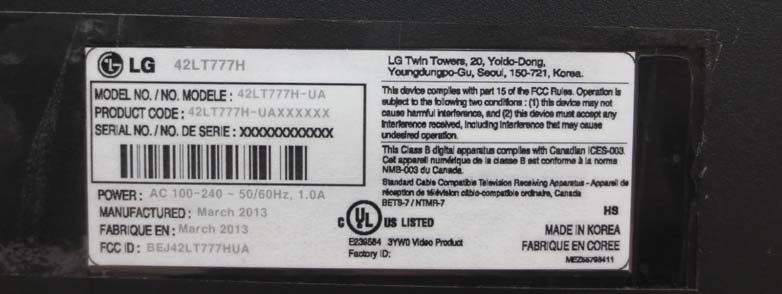 LG 42LT777H
MODEL NO./NO. MODELE : 42LT777H-UA
PRODUCT CODE : 42LT777H-UAXXXXXX
SERIAL NO./NO. DE SERIE : XXXXXXXXXXXXX
POWER: AC 100-240 ~ 50/60Hz, 1.0A
MANUFACTURED : March 2013
FABRIQUE EN : March 2013
FCC ID : BEJ42LT777HUA
LG Twin Towers, 20, Yoido-Dong,
Youngdungpo-Gu, Seoul, 150-721, Korea.
This device complies with part 15 of the FCC Rules. Operation is
subject to the following two conditions : (1) this device may not
cause harmful interference, and (2) this device must accept any
interference received, including interference that may cause
undesired operation.
This Class B digital apparatus complies with Canadian ICES-003.
Cet apparei numérique de la classe B est conforme à la norme
NMB-003 du Canada.
Standard Cable Compatible Television Receiving Apparatus - Appareil de
réception de télévision câblo-compatible ordinaire, Canada
BETS-7 / NTMR-7
C UL US LISTED
E239584 3YW0 Video Product
Factory ID:
HS
MADE IN KOREA
FABRIQUE EN COREE
MEZ65798411